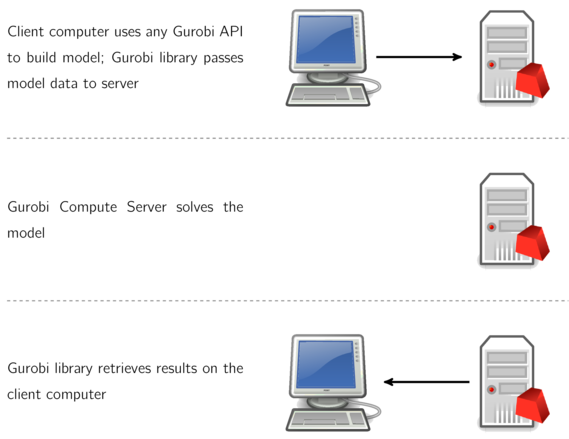 Client computer uses any Gurobi API
to build model; Gurobi library passes
model data to server
Gurobi Compute Server solves the
model
Gurobi library retrieves results on the
client computer